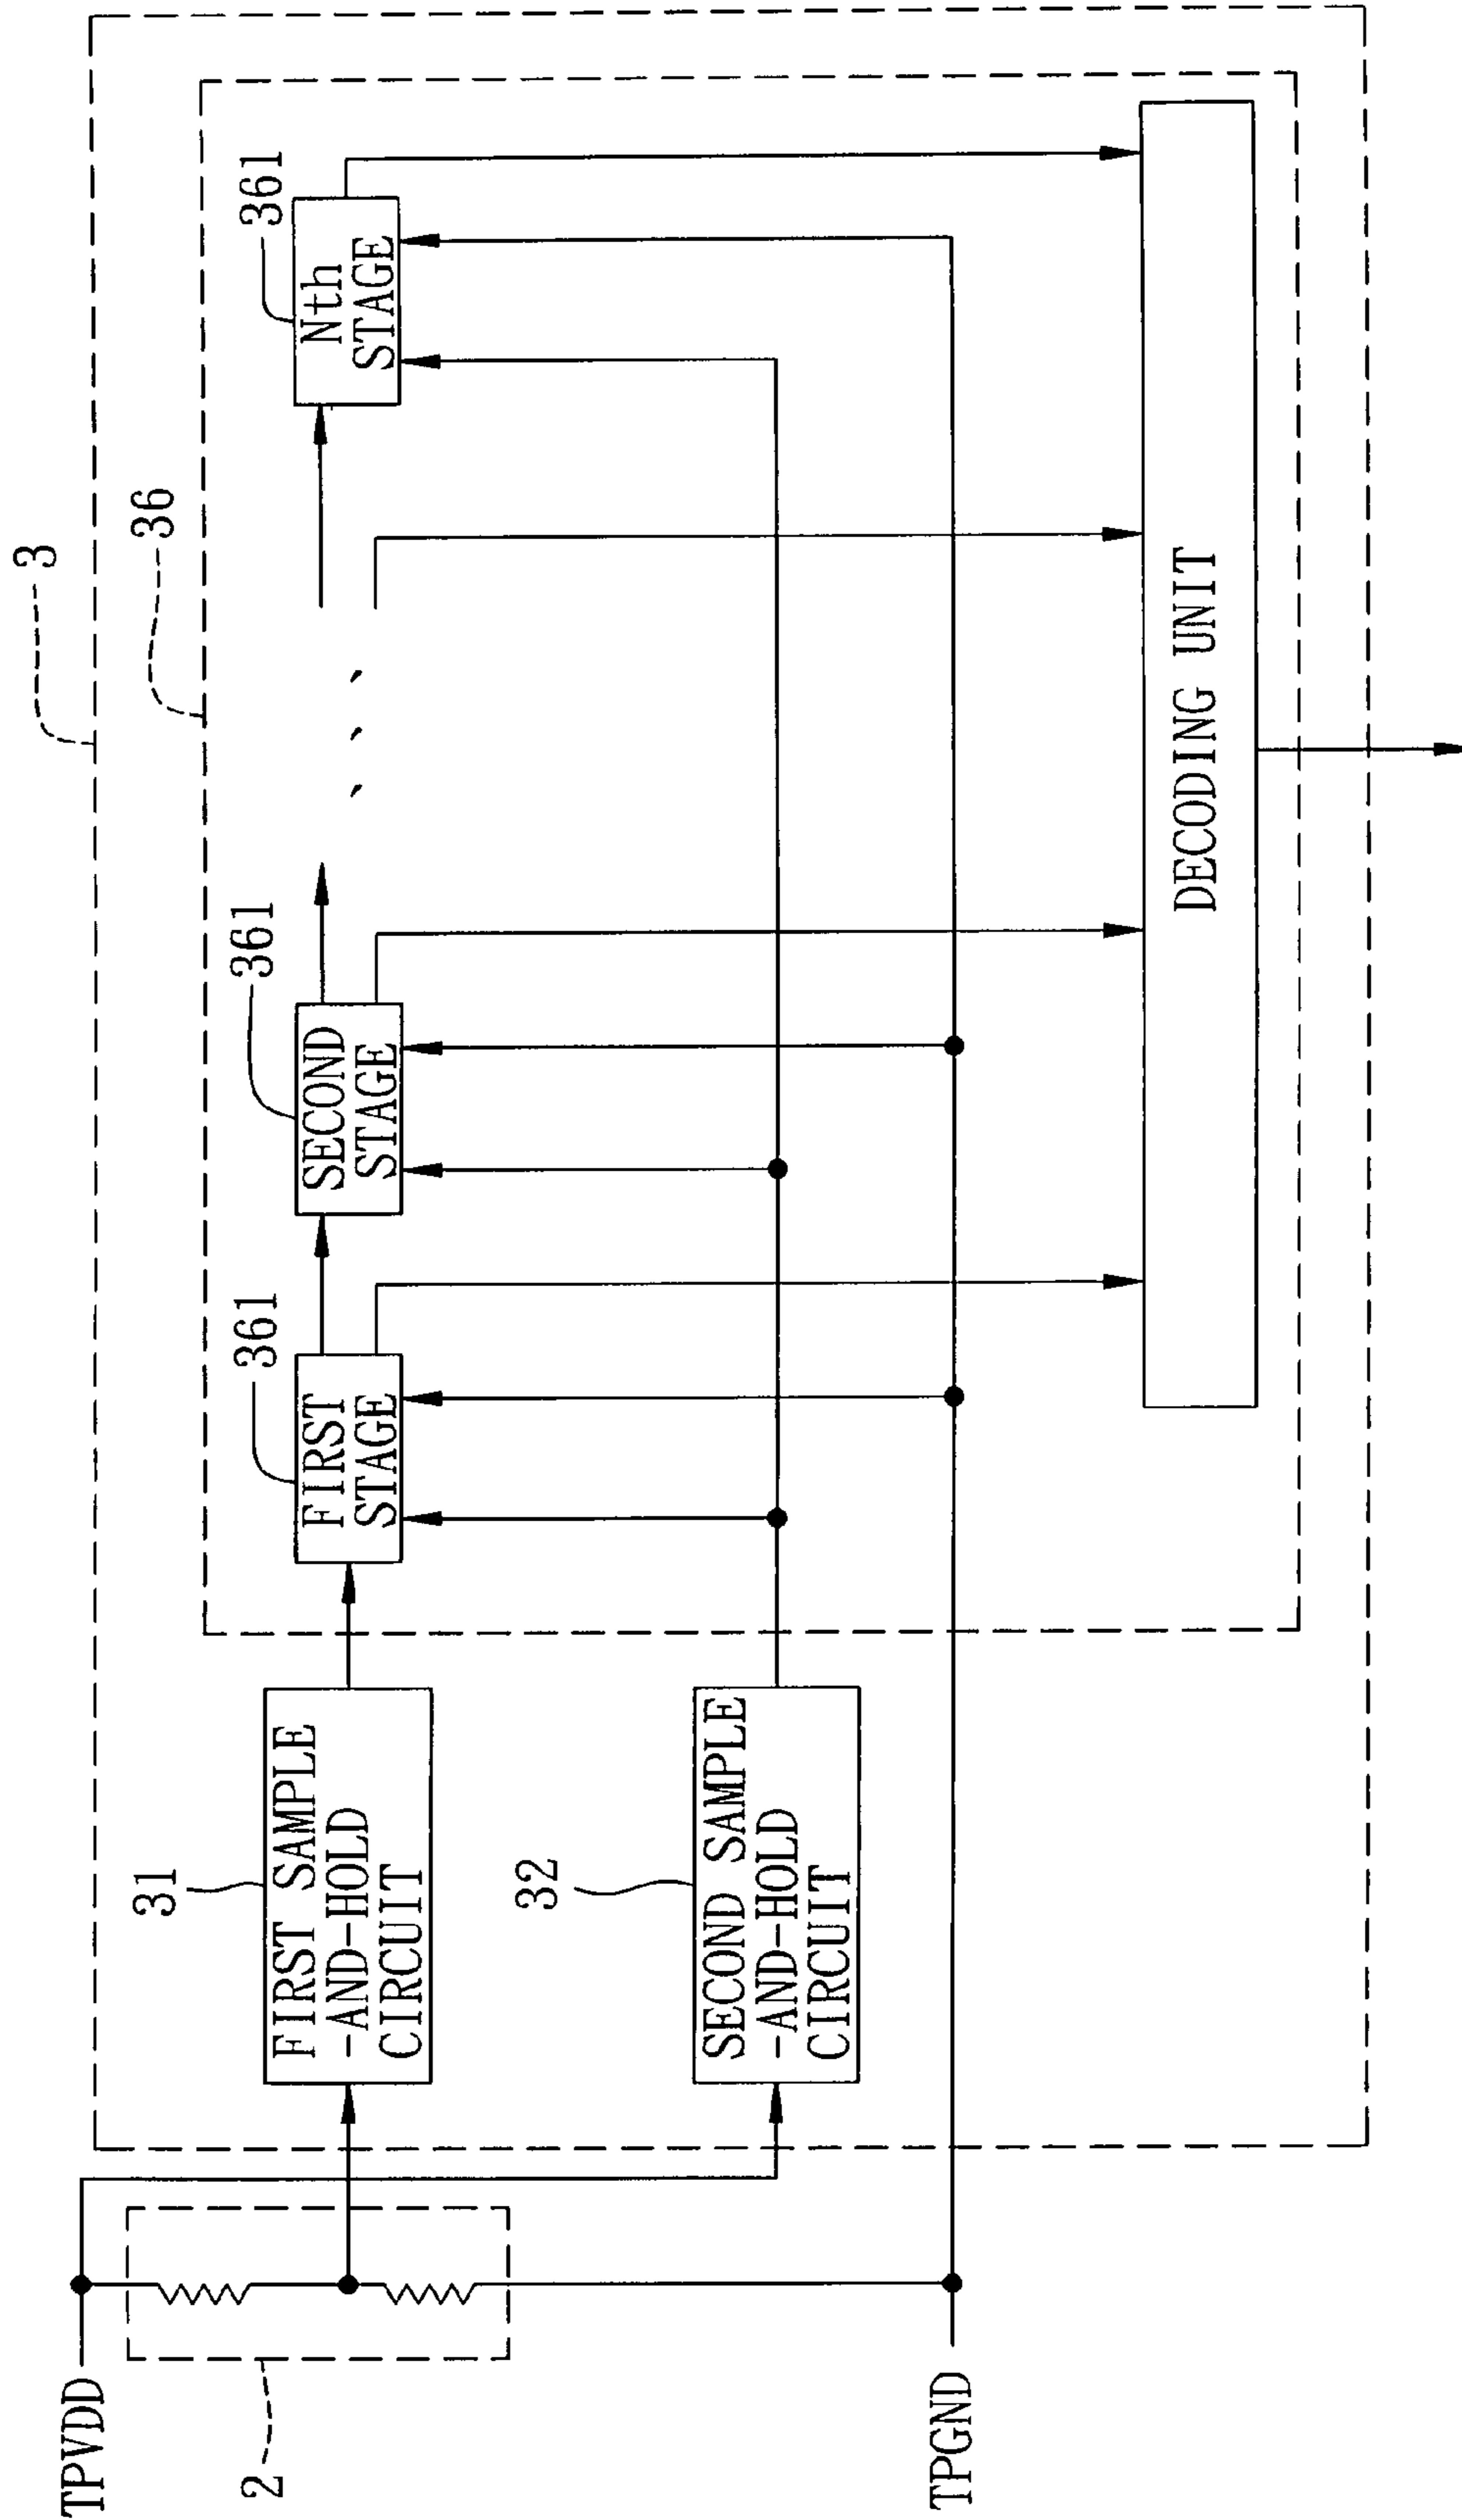 3
36
361
361
361
Nth
STAGE
SECOND
STAGE
FIRST
STAGE
31
FIRST SAMPLE
-AND-HOLD
CIRCUIT
32
SECOND SAMPLE
-AND-HOLD
CIRCUIT
DECODING UNIT
TPVDD
2
TPGND